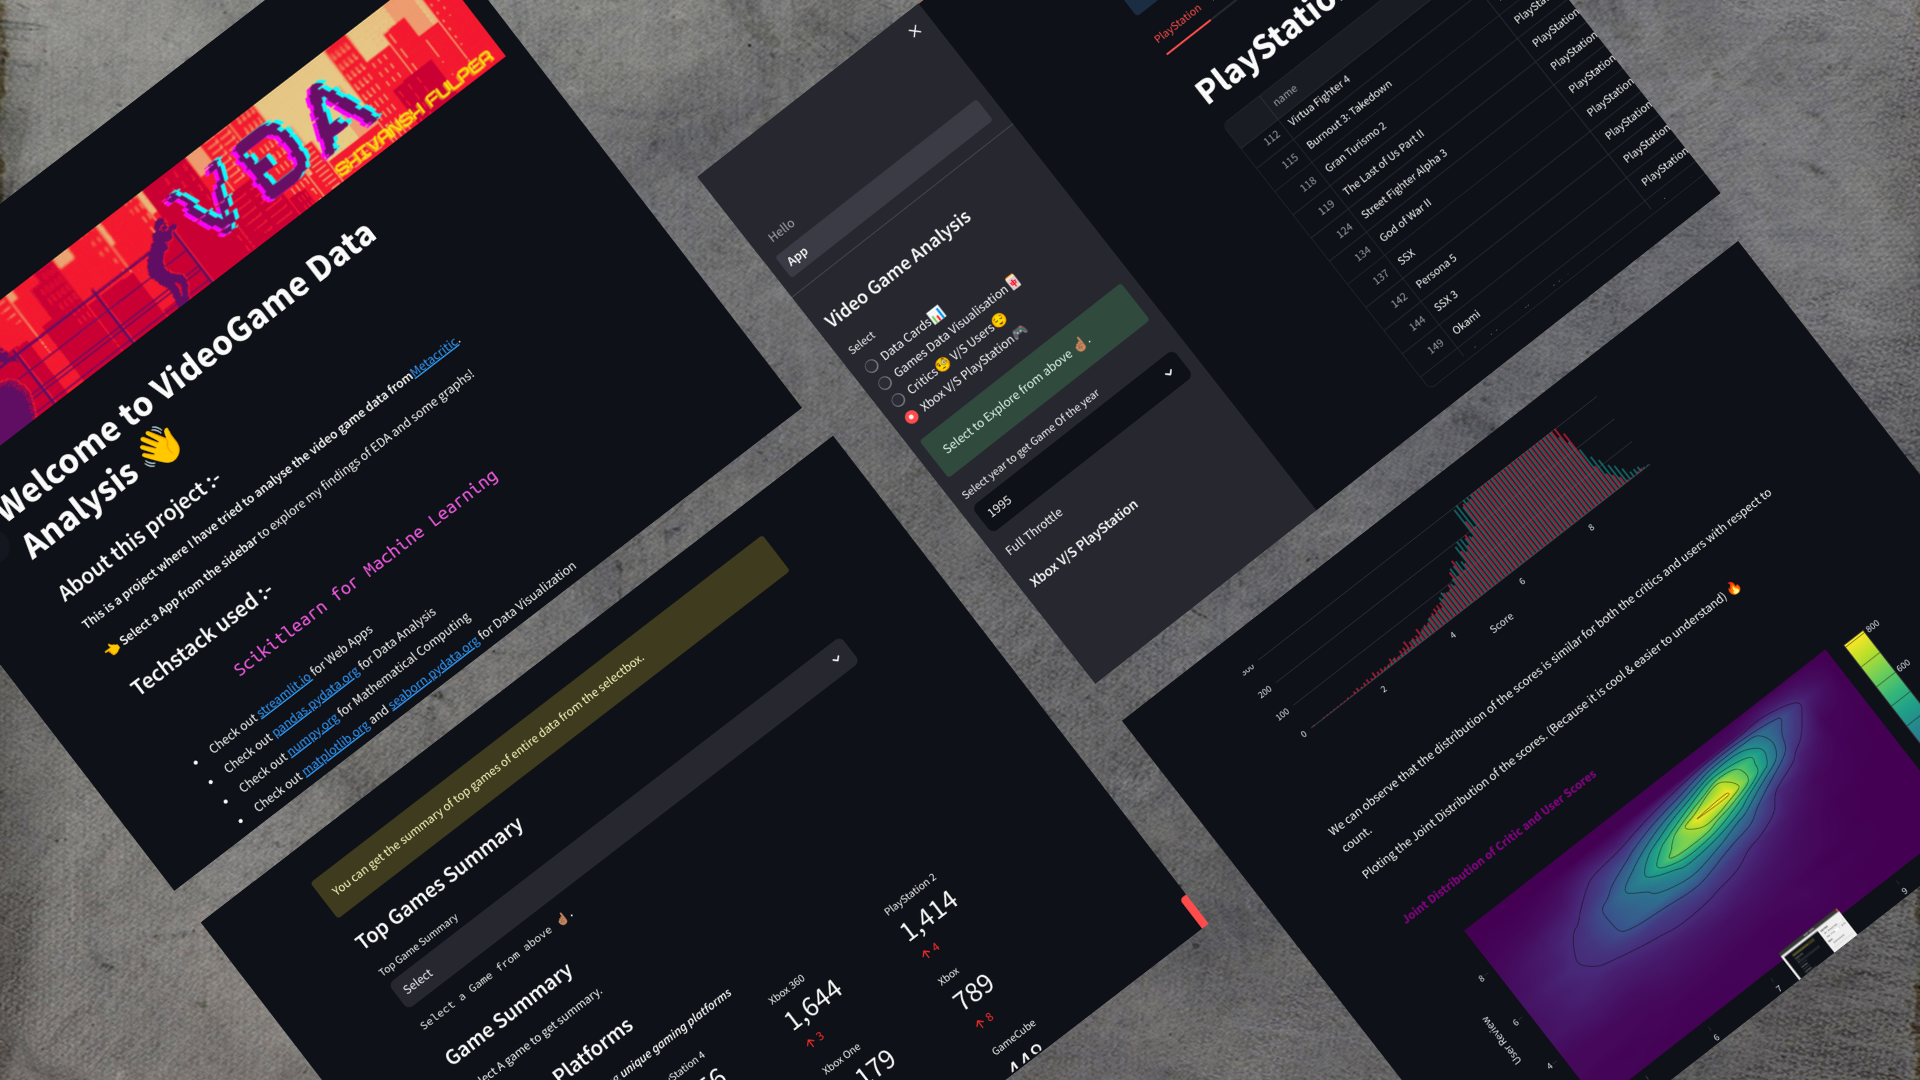 VDA
SHIVANSH FULPER
Welcome to VideoGame Data
Analysis 👋
About this project :-
This is a project where I have tried to analyse the video game data from Metacritic.
👈 Select a App from the sidebar to explore my findings of EDA and some graphs!
Techstack used :-
Scikitlearn for Machine Learning
• Check out streamlit.io for Web Apps
• Check out pandas.pydata.org for Data Analysis
• Check out numpy.org for Mathematical Computing
• Check out matplotlib.org and seaborn.pydata.org for Data Visualization
×
Hello
App
Video Game Analysis
Select
Data Cards📊
Games Data Visualisation🃏
Critics🧐 V/S Users😌
Xbox V/S PlayStation🎮
Select to Explore from above ☝🏽.
Select year to get Game Of the year
1995
Full Throttle
Xbox V/S PlayStation
PlayStation
PlayStation
name
112 Virtua Fighter 4 PlayStation
115 Burnout 3: Takedown PlayStation
118 Gran Turismo 2 PlayStation
119 The Last of Us Part II PlayStation
124 Street Fighter Alpha 3 PlayStation
134 God of War II PlayStation
137 SSX PlayStation
142 Persona 5 PlayStation
144 SSX 3
149 Okami
You can get the summary of top games of entire data from the selectbox.
Top Games Summary
Top Game Summary
Select
Select a Game from above ☝🏽.
Game Summary
lect A game to get summary.
Platforms
unique gaming platforms
Station 4
Xbox 360
1,644
↑ 3
PlayStation 2
1,414
↑ 4
Xbox One
179
Xbox
789
↑ 8
GameCube
448
200
100
0
2
4
6
8
Score
We can observe that the distribution of the scores is similar for both the critics and users with respect to
count.
Ploting the Joint Distribution of the scores. (Because it is cool & easier to understand) 🔥
Joint Distribution of Critic and User Scores
800
600
8
6
4
User Review
6
7
9